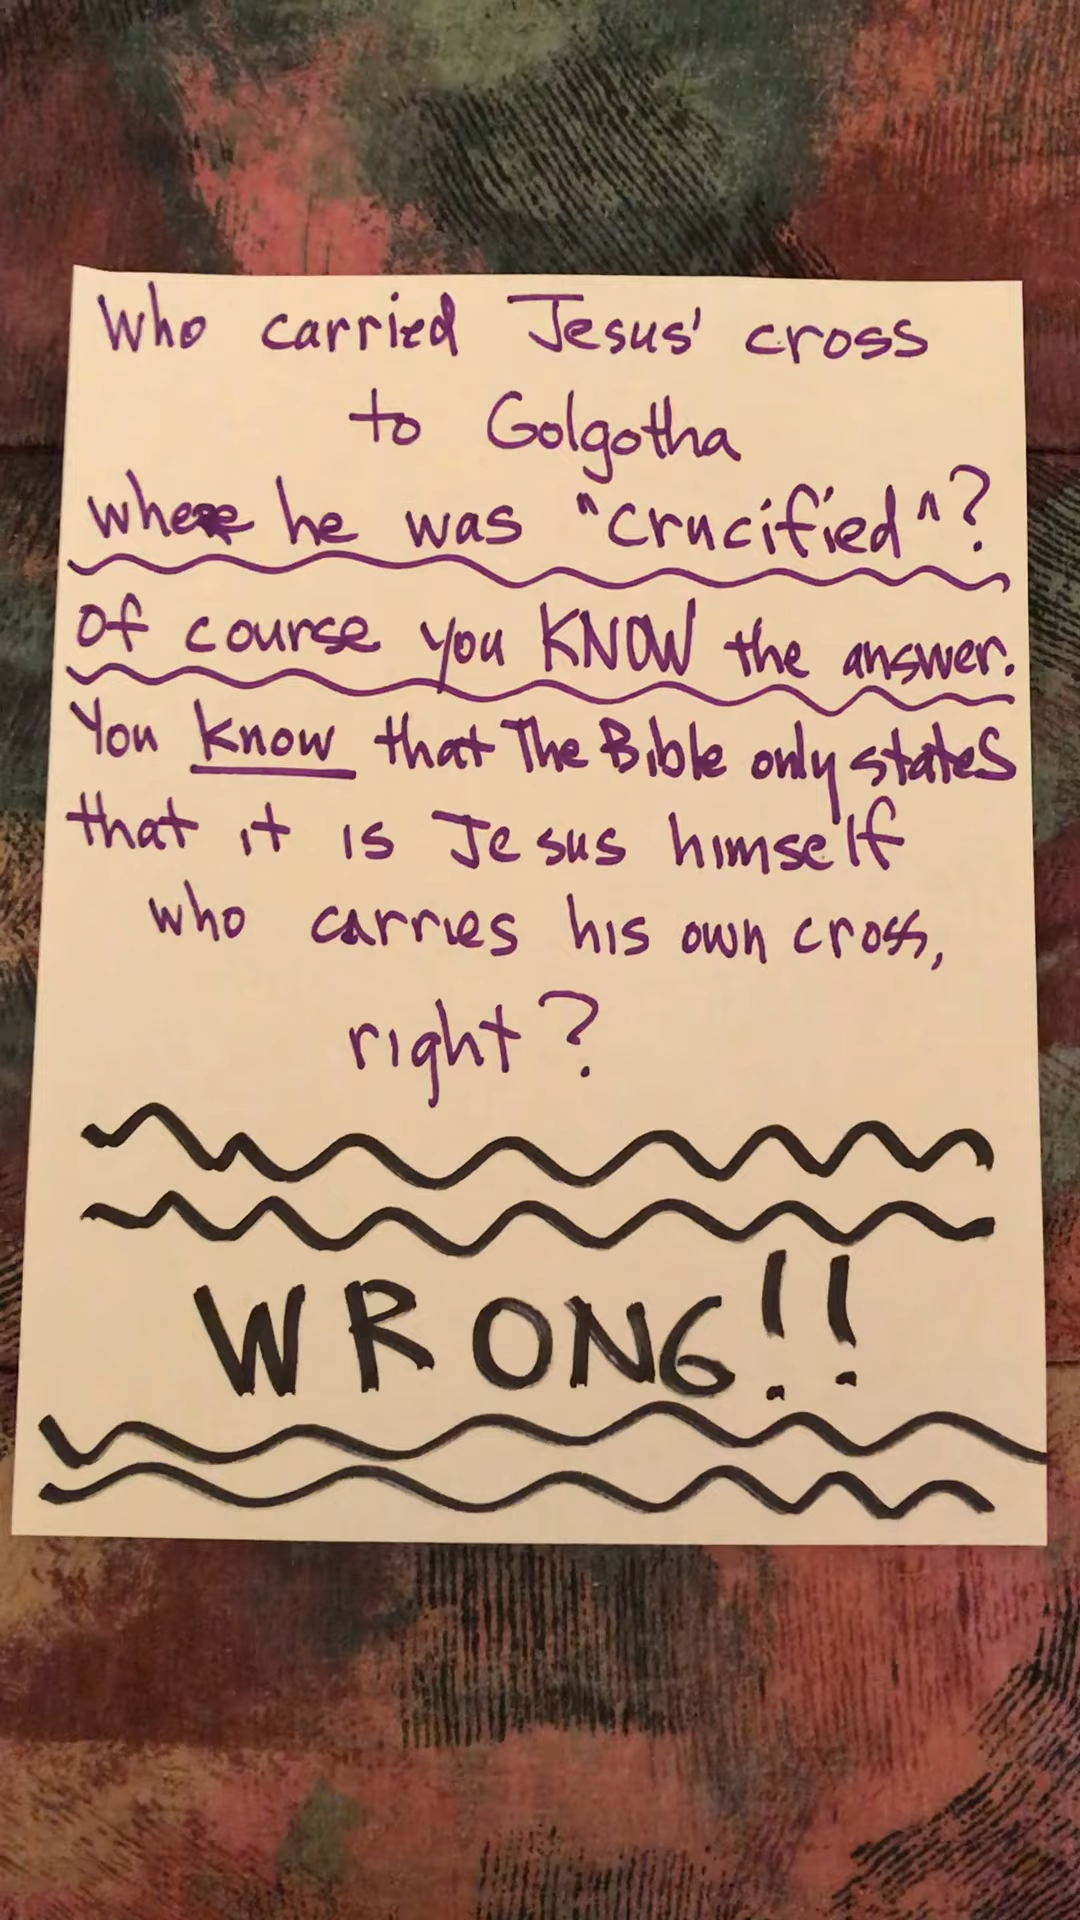 Who carried Jesus' cross
to Golgotha
where he was "crucified"?
Of course you KNOW the answer.
You know that The Bible only states
that it is Jesus himself
who carries his own cross,
right?
WRONG!!